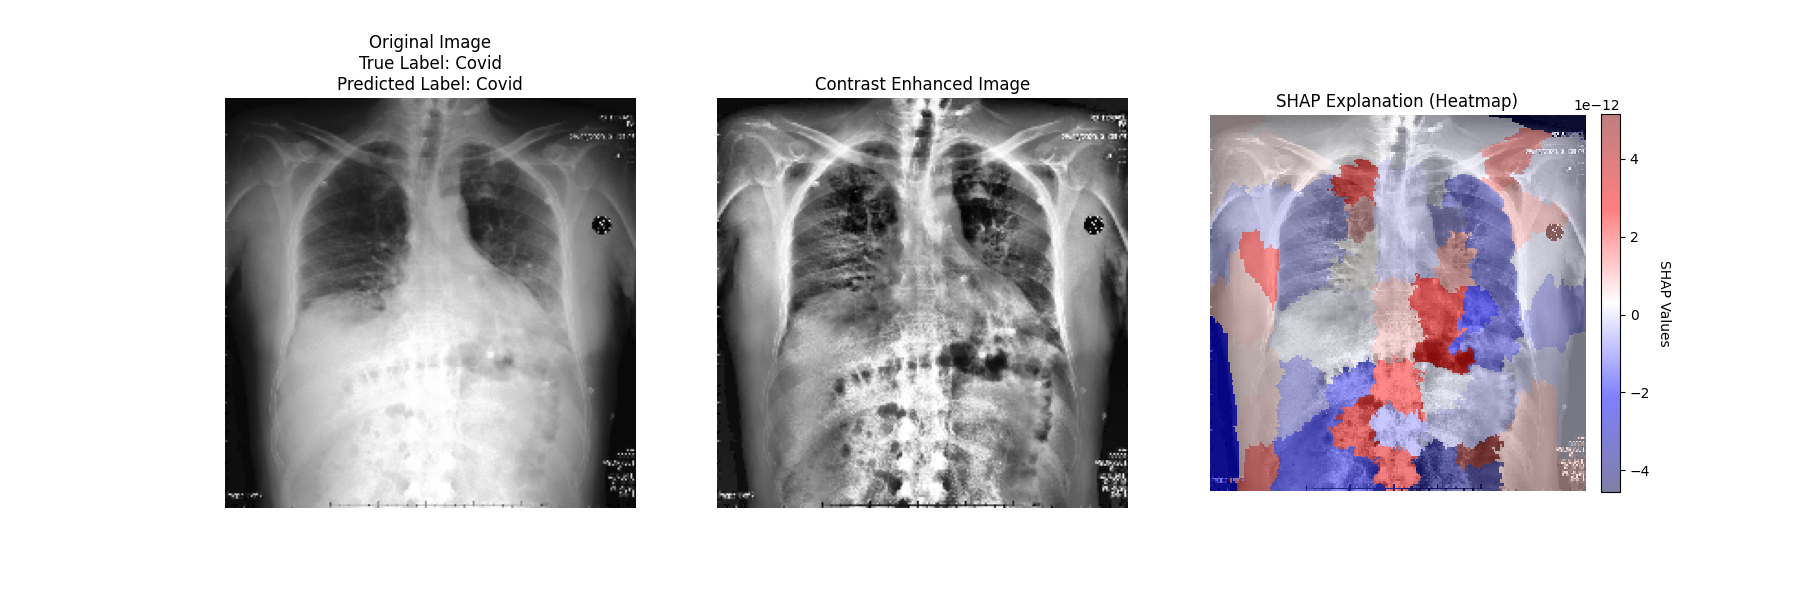 Original Image
True Label: Covid
Predicted Label: Covid
Contrast Enhanced Image
SHAP Explanation (Heatmap)
1e−12
4
2
0
−2
−4
SHAP Values